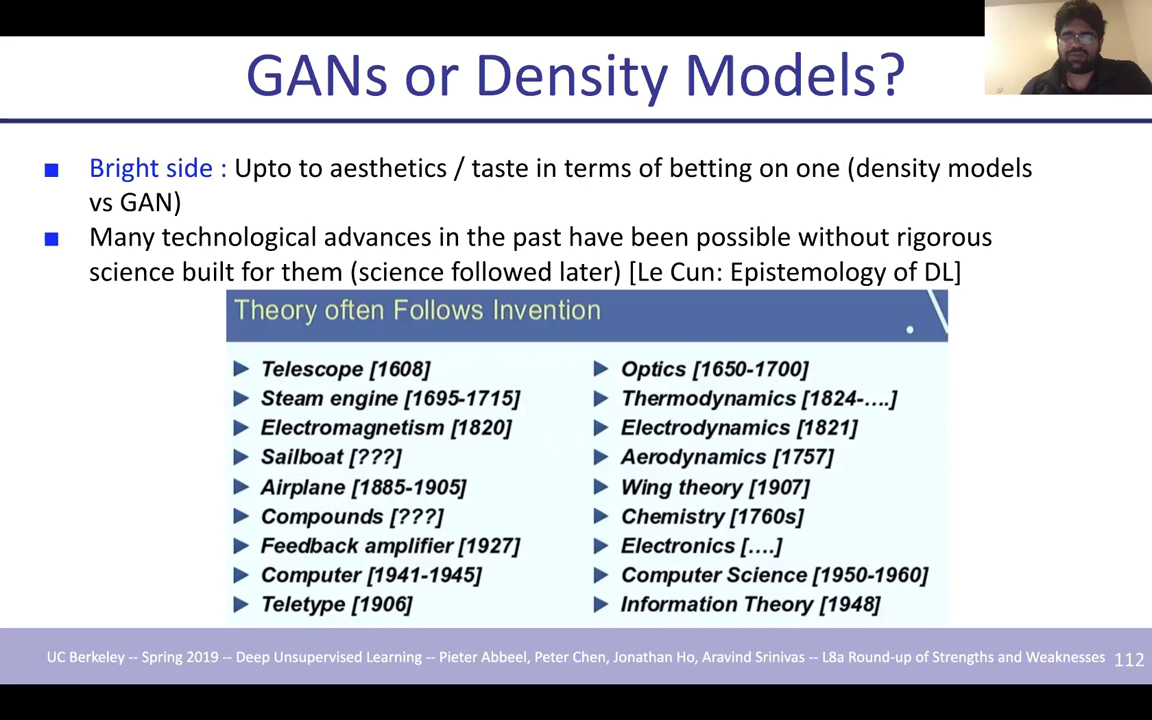 GANs or Density Models?
Bright side : Upto to aesthetics / taste in terms of betting on one (density models
vs GAN)
Many technological advances in the past have been possible without rigorous
science built for them (science followed later) [Le Cun: Epistemology of DL]
Theory often Follows Invention
Telescope [1608]
Steam engine [1695-1715]
Electromagnetism [1820]
Sailboat [???]
Airplane [1885-1905]
Compounds [???]
Feedback amplifier [1927]
Computer [1941-1945]
Teletype [1906]
Optics [1650-1700]
Thermodynamics [1824-....]
Electrodynamics [1821]
Aerodynamics [1757]
Wing theory [1907]
Chemistry [1760s]
Electronics [....]
Computer Science [1950-1960]
Information Theory [1948]
UC Berkeley -- Spring 2019 -- Deep Unsupervised Learning -- Pieter Abbeel, Peter Chen, Jonathan Ho, Aravind Srinivas -- L8a Round-up of Strengths and Weaknesses 112